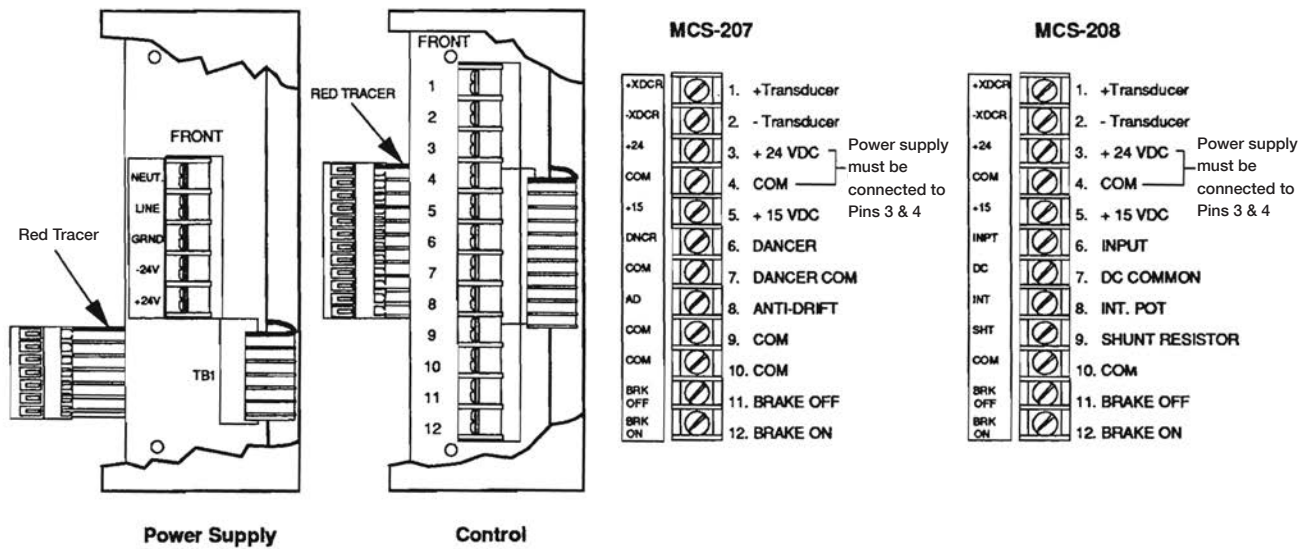 FRONT
NEUT.
LINE
GRND
-24V
+24V
Red Tracer
TB1
Power Supply
FRONT
RED TRACER
1
2
3
4
5
6
7
8
9
10
11
12
Control
MCS-207
+XDCR
-XDCR
+24
COM
+15
DNCR
COM
AD
COM
COM
BRK
OFF
BRK
ON
1. +Transducer
2. - Transducer
3. + 24 VDC
4. COM
5. + 15 VDC
6. DANCER
7. DANCER COM
8. ANTI-DRIFT
9. COM
10. COM
11. BRAKE OFF
12. BRAKE ON
Power supply
must be
connected to
Pins 3 & 4
MCS-208
+XDCR
-XDCR
+24
COM
+15
INPT
DC
INT
SHT
COM
BRK
OFF
BRK
ON
1. +Transducer
2. - Transducer
3. + 24 VDC
4. COM
5. + 15 VDC
6. INPUT
7. DC COMMON
8. INT. POT
9. SHUNT RESISTOR
10. COM
11. BRAKE OFF
12. BRAKE ON
Power supply
must be
connected to
Pins 3 & 4